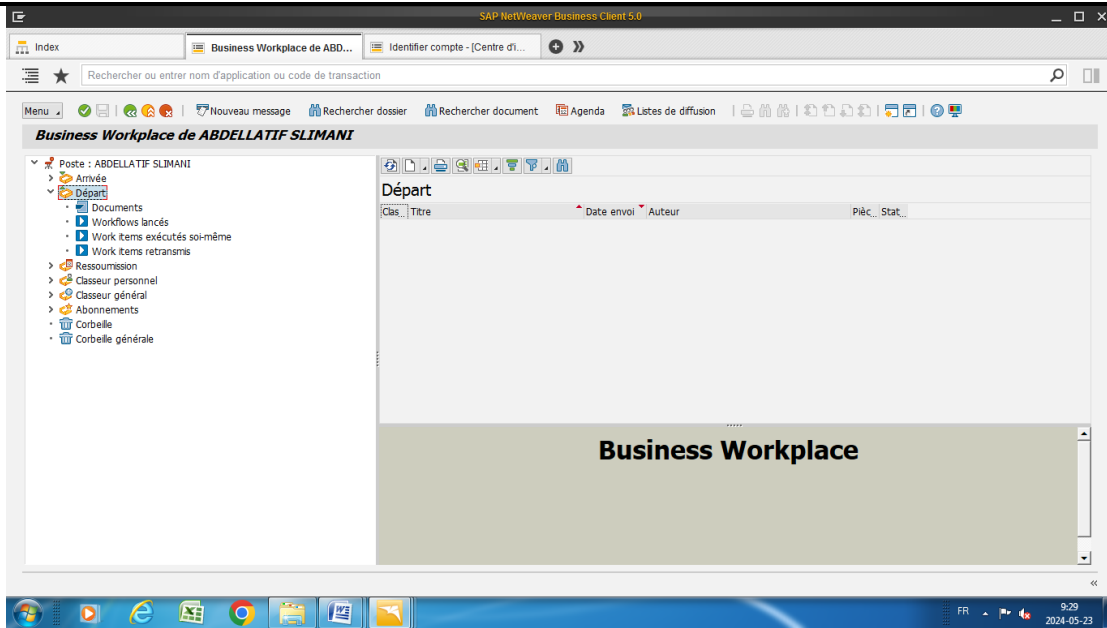 SAP NetWeaver Business Client 5.0
Index
Business Workplace de ABD...
Identifier compte - [Centre d'i...
Rechercher ou entrer nom d'application ou code de transaction
Menu Nouveau message Rechercher dossier Rechercher document Agenda Listes de diffusion
Business Workplace de ABDELLATIF SLIMANI
Poste : ABDELLATIF SLIMANI
Arrivée
Départ
Documents
Workflows lancés
Work items exécutés soi-même
Work items retransmis
Ressoumission
Classeur personnel
Classeur général
Abonnements
Corbeille
Corbeille générale
Départ
Clas... Titre Date envoi Auteur Pièc... Stat...
Business Workplace
FR
9:29
2024-05-23